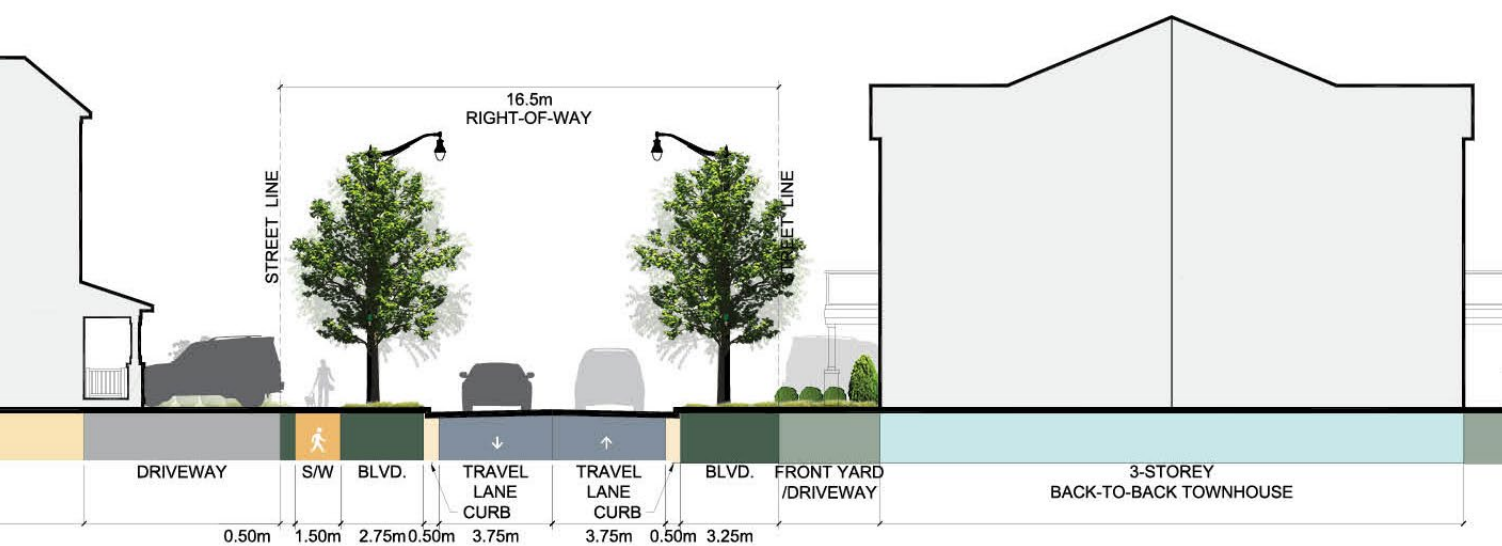 16.5m
RIGHT-OF-WAY
STREET LINE
STREET LINE
DRIVEWAY
S/W
BLVD.
TRAVEL
LANE
CURB
TRAVEL
LANE
CURB
BLVD.
FRONT YARD
/DRIVEWAY
3-STOREY
BACK-TO-BACK TOWNHOUSE
0.50m 1.50m 2.75m 0.50m 3.75m 3.75m 0.50m 3.25m